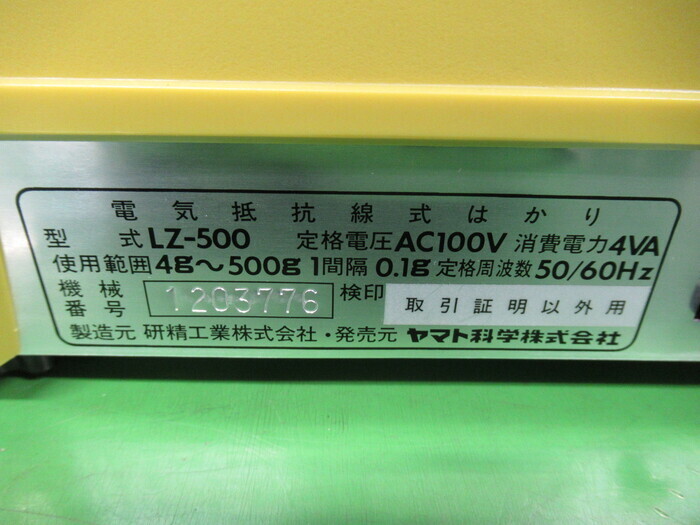 電気抵抗線式はかり
型式 LZ-500 定格電圧 AC100V 消費電力 4VA
使用範囲 4g～500g 1間隔 0.1g 定格周波数 50/60Hz
機械番号 1203776 検印 取引証明以外用
製造元 研精工業株式会社・発売元 ヤマト科学株式会社